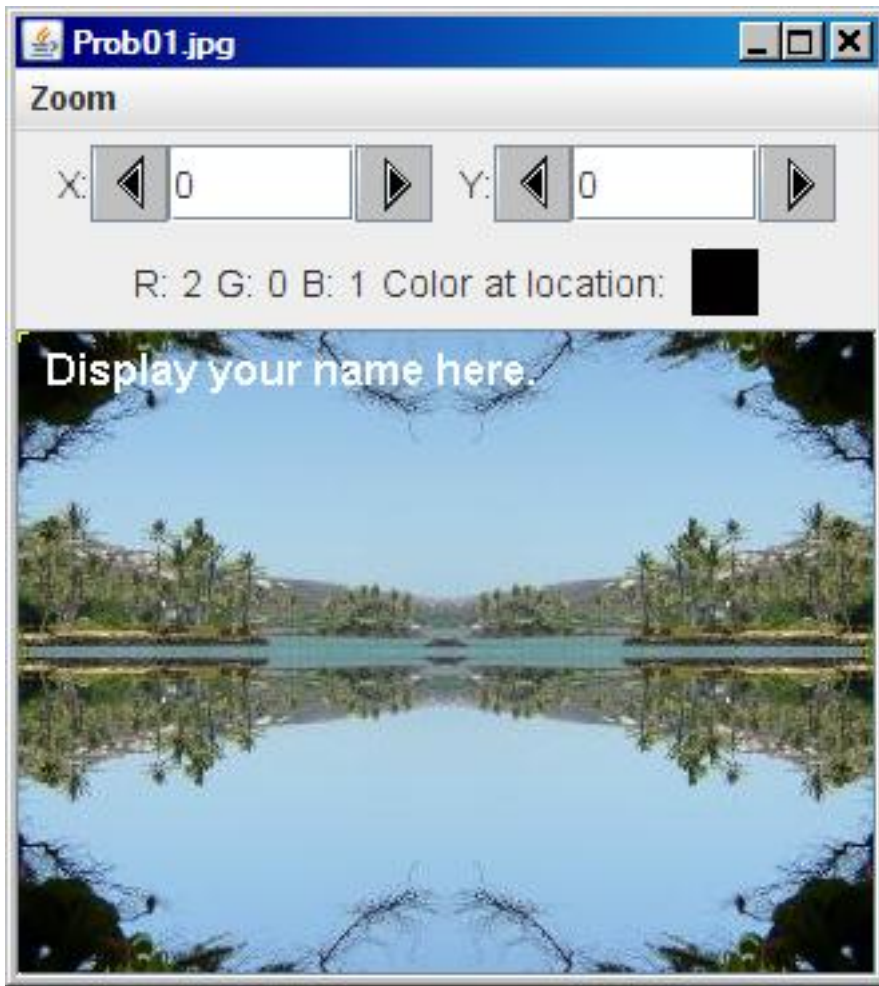 Prob01.jpg
Zoom
X: 0 Y: 0
R: 2 G: 0 B: 1 Color at location:
Display your name here.